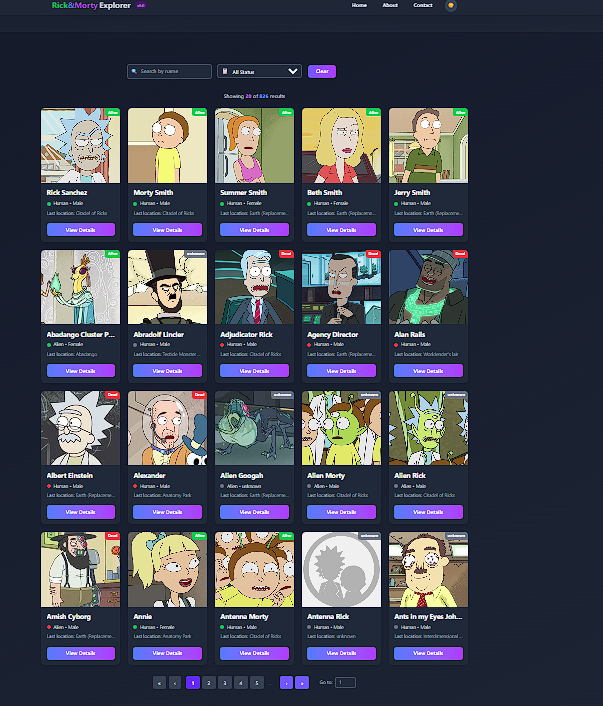 Rick&Morty Explorer v1.0
Home About Contact
Search by name All Status Clear
Showing 20 of 826 results
Alive Alive Alive Alive Alive
Rick Sanchez Morty Smith Summer Smith Beth Smith Jerry Smith
Human • Male Human • Male Human • Female Human • Female Human • Male
Last location: Citadel of Ricks Last location: Citadel of Ricks Last location: Earth (Replaceme... Last location: Earth (Replaceme... Last location: Earth (Replaceme...
View Details View Details View Details View Details View Details
Alive unknown Dead Dead Dead
Abadango Cluster P... Abradolf Lincler Adjudicator Rick Agency Director Alan Rails
Alien • Female Human • Male Human • Male Human • Male Human • Male
Last location: Abadango Last location: Testicle Monster ... Last location: Citadel of Ricks Last location: Earth (Replaceme... Last location: Worldender's lair
View Details View Details View Details View Details View Details
Dead Dead unknown unknown unknown
Albert Einstein Alexander Alien Googah Alien Morty Alien Rick
Human • Male Human • Male Alien • unknown Alien • Male Alien • Male
Last location: Earth (Replaceme... Last location: Anatomy Park Last location: unknown Last location: Citadel of Ricks Last location: Citadel of Ricks
View Details View Details View Details View Details View Details
Dead Alive Alive unknown unknown
Amish Cyborg Annie Antenna Morty Antenna Rick Ants in my Eyes Joh...
Alien • Male Human • Female Human • Male Human • Male Human • Male
Last location: Earth (Replaceme... Last location: Anatomy Park Last location: Citadel of Ricks Last location: unknown Last location: Interdimensional ...
View Details View Details View Details View Details View Details
« ‹ 1 2 3 4 5 ... › » Go to: 1